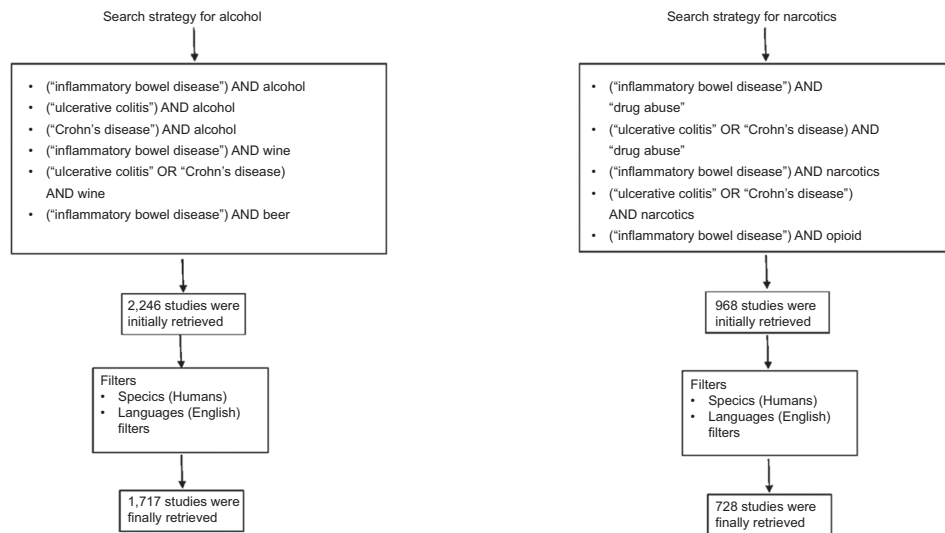 Search strategy for alcohol
• (“inflammatory bowel disease”) AND alcohol
• (“ulcerative colitis”) AND alcohol
• (“Crohn’s disease”) AND alcohol
• (“inflammatory bowel disease”) AND wine
• (“ulcerative colitis” OR “Crohn’s disease)
AND wine
• (“inflammatory bowel disease”) AND beer
2,246 studies were
initially retrieved
Filters
• Specics (Humans)
• Languages (English)
filters
1,717 studies were
finally retrieved
Search strategy for narcotics
• (“inflammatory bowel disease”) AND
“drug abuse”
• (“ulcerative colitis” OR “Crohn’s disease) AND
“drug abuse”
• (“inflammatory bowel disease”) AND narcotics
• (“ulcerative colitis” OR “Crohn’s disease”)
AND narcotics
• (“inflammatory bowel disease”) AND opioid
968 studies were
initially retrieved
Filters
• Specics (Humans)
• Languages (English)
filters
728 studies were
finally retrieved